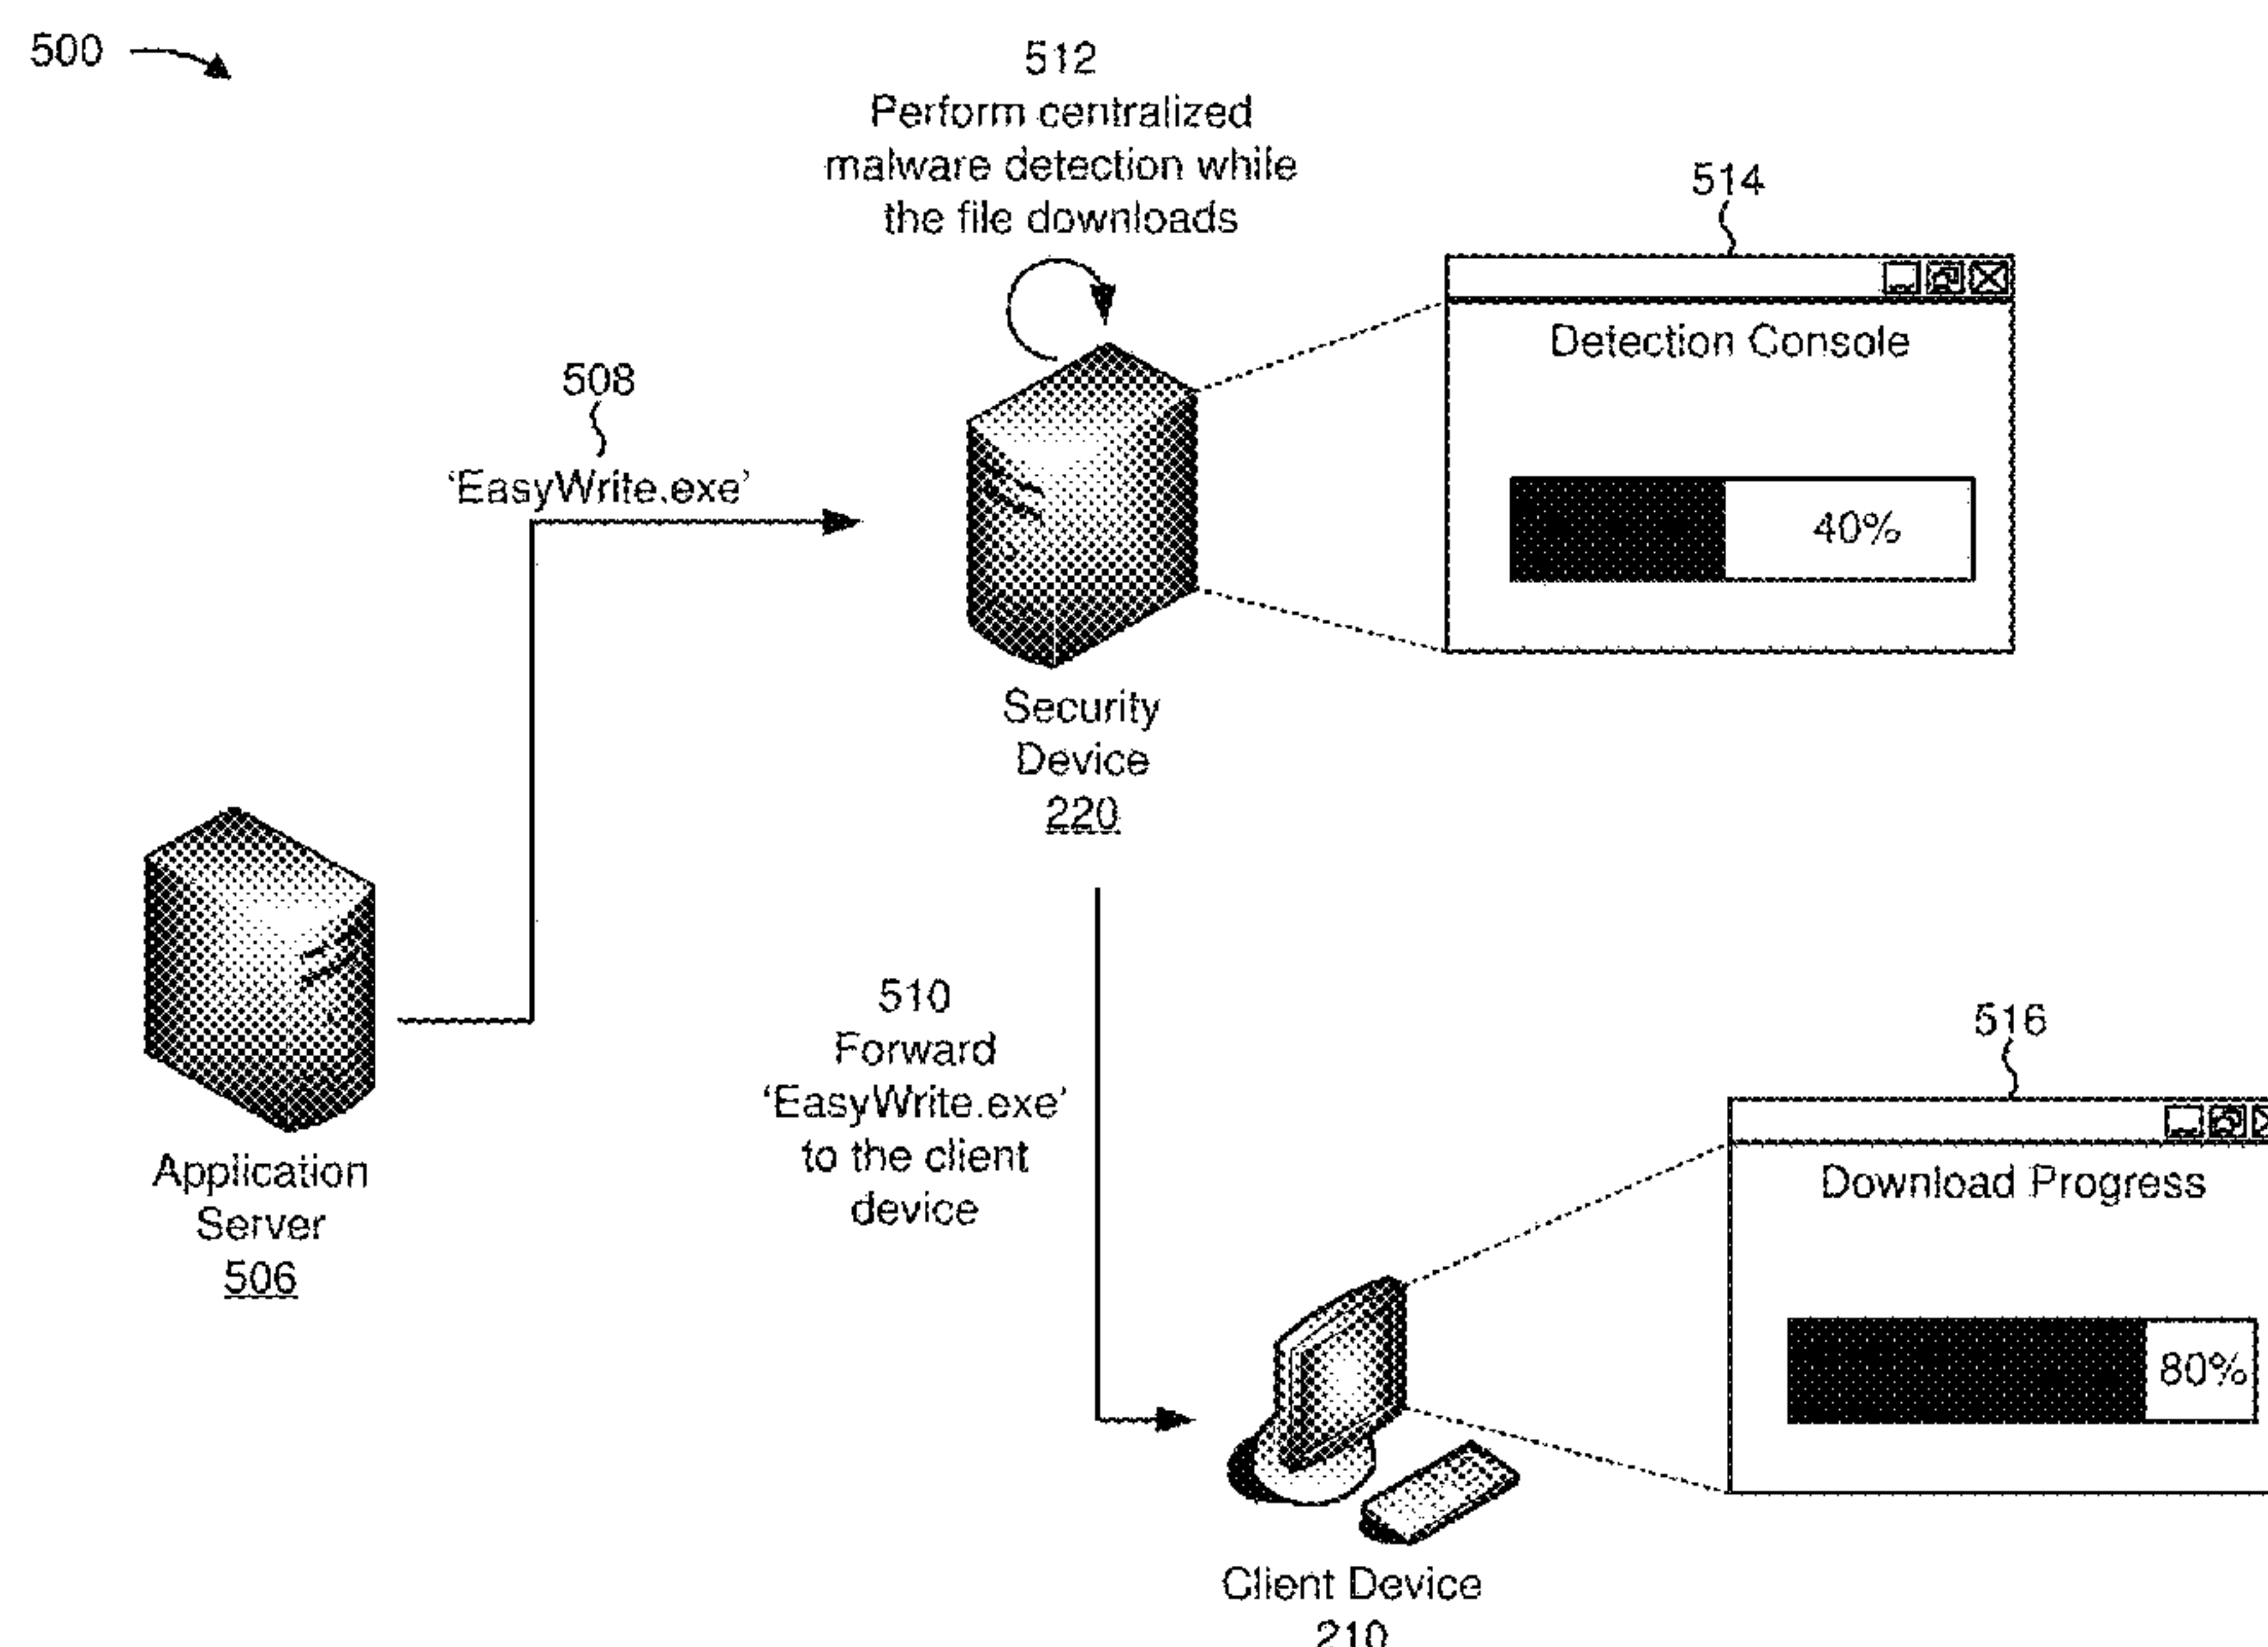 500
512
Perform centralized
malware detection while
the file downloads
514
Detection Console
40%
508
‘EasyWrite.exe’
Security
Device
220
Application
Server
506
510
Forward
‘EasyWrite.exe’
to the client
device
516
Download Progress
80%
Client Device
210